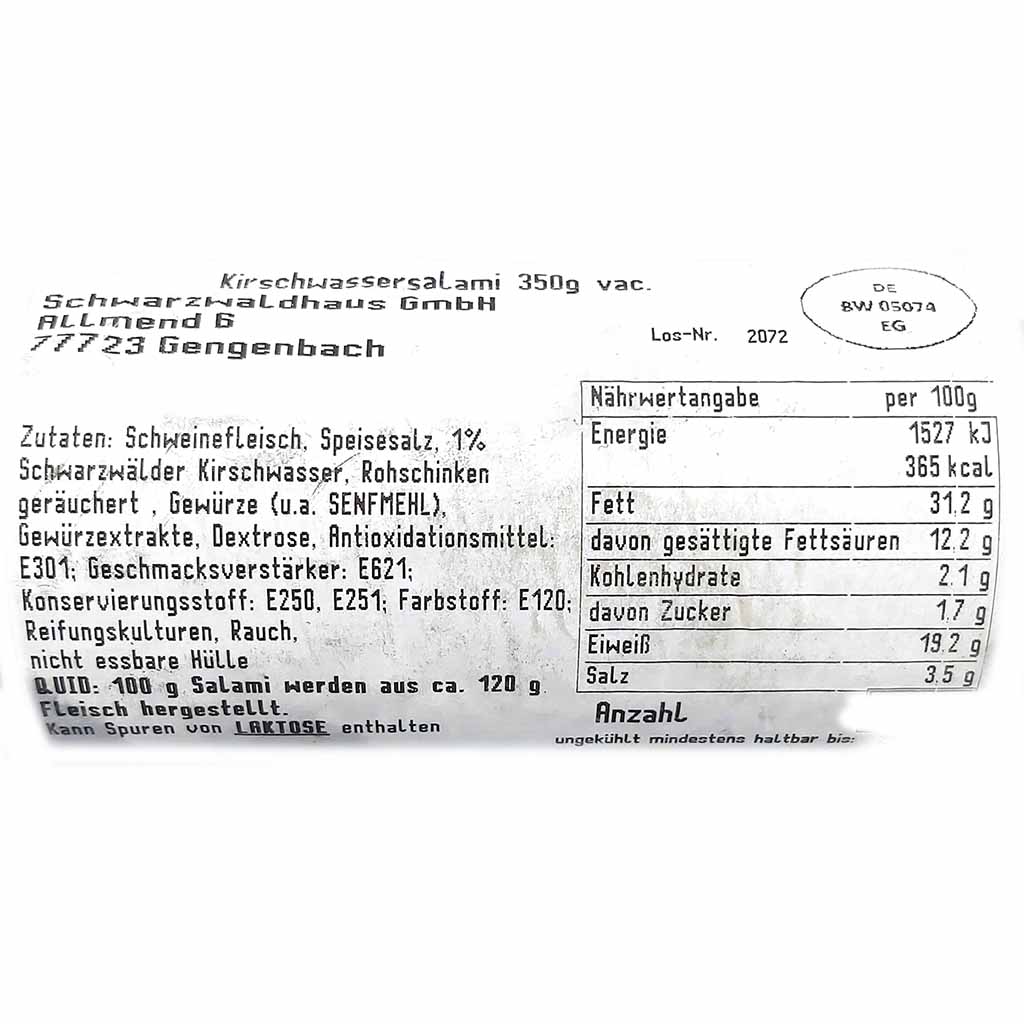 Kirschwassersalami 350g vac.
Schwarzwaldhaus GmbH
Allmend 6
77723 Gengenbach
Los-Nr. 2072
DE
BW 05074
EG
Zutaten: Schweinefleisch, Speisesalz, 1%
Schwarzwälder Kirschwasser, Rohschinken
geräuchert , Gewürze (u.a. SENFMEHL),
Gewürzextrakte, Dextrose, Antioxidationsmittel:
E301; Geschmacksverstärker: E621;
Konservierungsstoff: E250, E251; Farbstoff: E120;
Reifungskulturen, Rauch,
nicht essbare Hülle
QUID: 100 g Salami werden aus ca. 120 g
Fleisch hergestellt.
Kann Spuren von LAKTOSE enthalten
Nährwertangabe per 100g
Energie 1527 kJ
365 kcal
Fett 31,2 g
davon gesättigte Fettsäuren 12,2 g
Kohlenhydrate 2.1 g
davon Zucker 1,7 g
Eiweiß 19.2 g
Salz 3.5 g
Anzahl
ungekühlt mindestens haltbar bis: